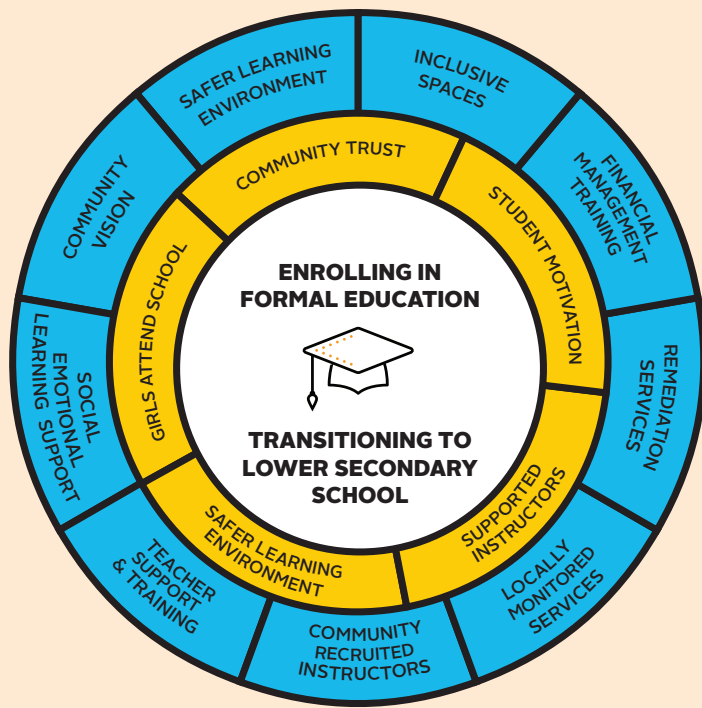 SAFER LEARNING
ENVIRONMENT
INCLUSIVE
SPACES
FINANCIAL
MANAGEMENT
TRAINING
REMEDIATION
SERVICES
LOCALLY
MONITORED
SERVICES
COMMUNITY
RECRUITED
INSTRUCTORS
TEACHER
SUPPORT
& TRAINING
SOCIAL
EMOTIONAL
LEARNING SUPPORT
COMMUNITY
VISION
COMMUNITY TRUST
STUDENT MOTIVATION
SUPPORTED
INSTRUCTORS
SAFER LEARNING
ENVIRONMENT
GIRLS ATTEND SCHOOL
ENROLLING IN
FORMAL EDUCATION
TRANSITIONING TO
LOWER SECONDARY
SCHOOL